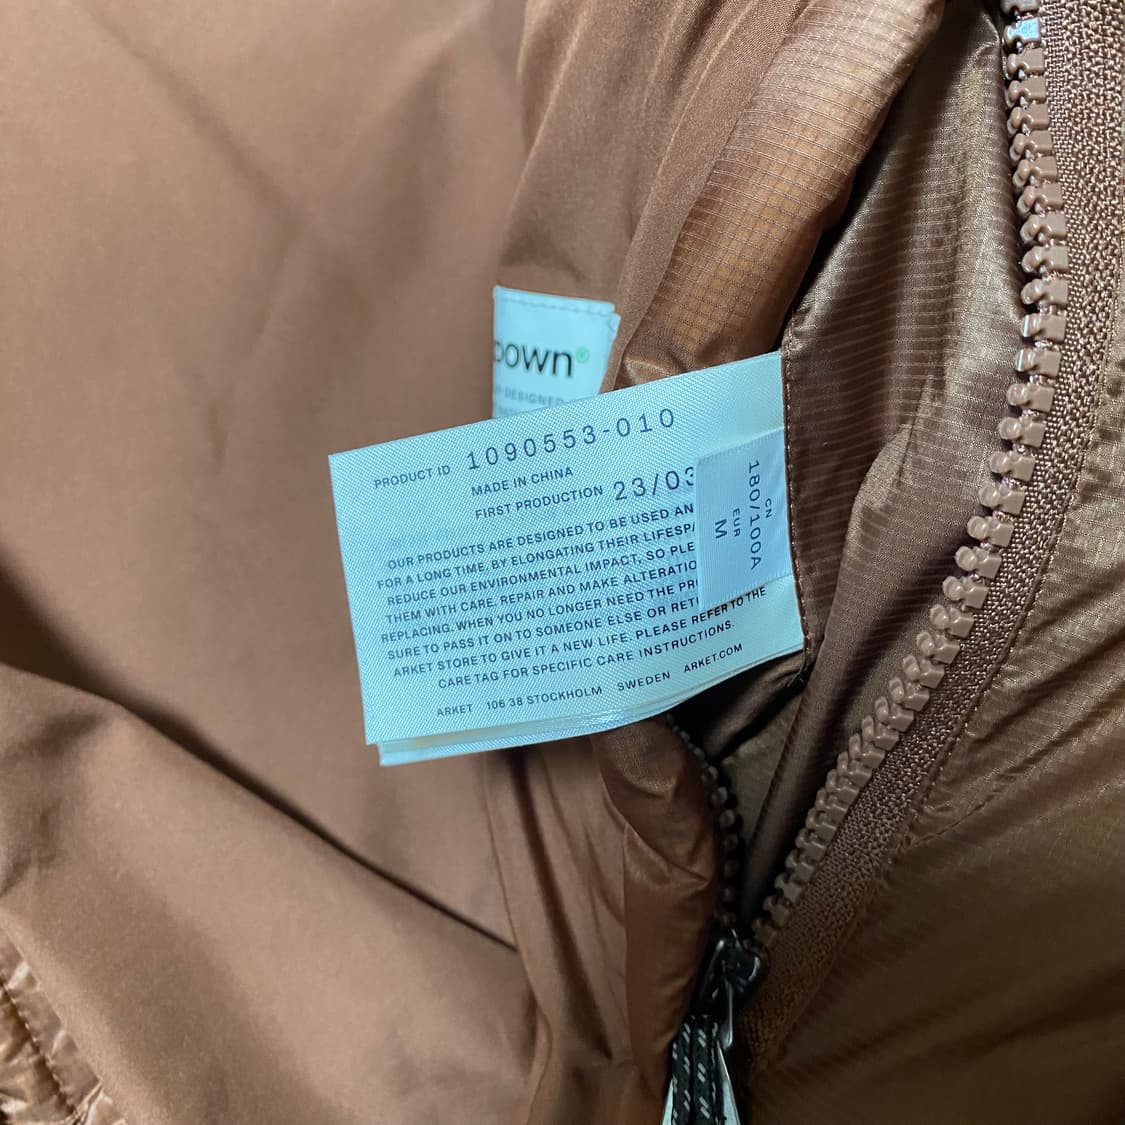 DOWN®
DESIGNED
PRODUCT ID 1090553-010
MADE IN CHINA
FIRST PRODUCTION 23/03
OUR PRODUCTS ARE DESIGNED TO BE USED AN
FOR A LONG TIME, BY ELONGATING THEIR LIFESPA
REDUCE OUR ENVIRONMENTAL IMPACT, SO PLE
THEM WITH CARE, REPAIR AND MAKE ALTERATIO
REPLACING. WHEN YOU NO LONGER NEED THE PR
SURE TO PASS IT ON TO SOMEONE ELSE OR RET REFER TO THE
ARKET STORE TO GIVE IT A NEW LIFE. PLEASE
CARE TAG FOR SPECIFIC CARE INSTRUCTIONS.
ARKET 106 38 STOCKHOLM SWEDEN ARKET.COM
CN
180/100A
EUR
M